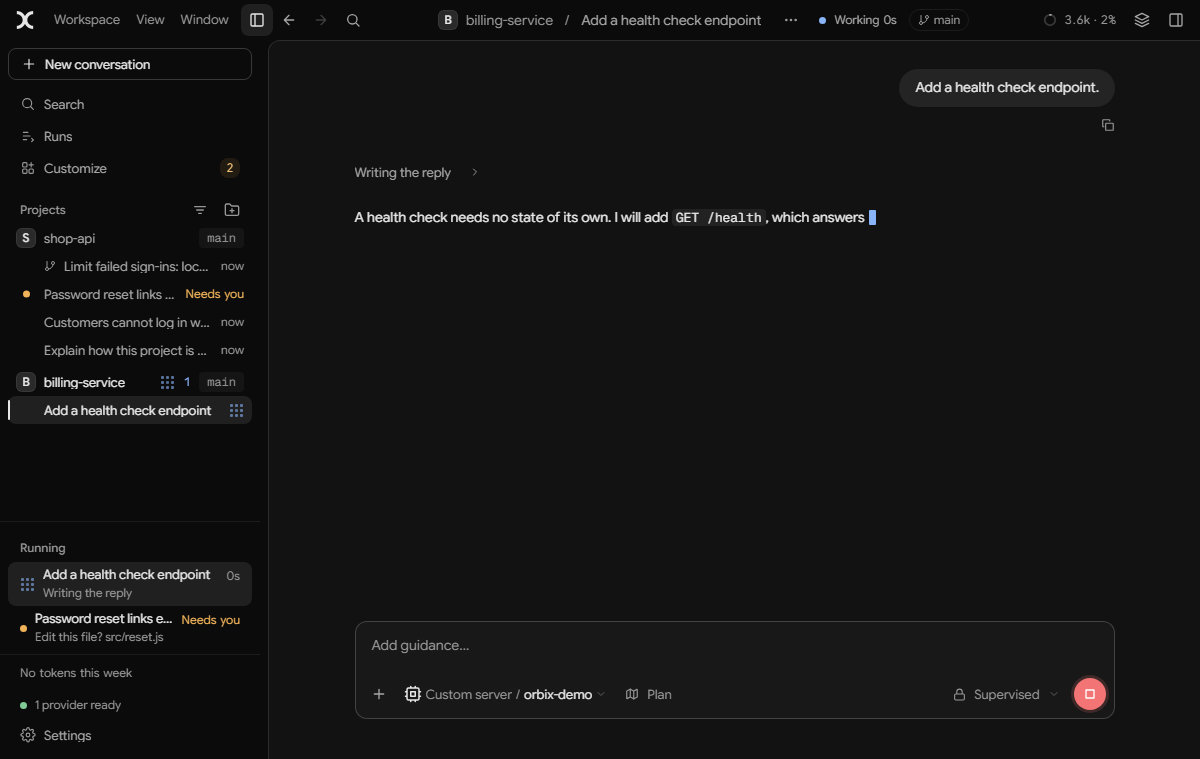 Workspace View Window
B billing-service / Add a health check endpoint ··· Working 0s main 3.6k · 2%
New conversation
Search
Runs
Customize 2
Projects
S shop-api main
Limit failed sign-ins: loc... now
Password reset links ... Needs you
Customers cannot log in w... now
Explain how this project is ... now
B billing-service 1 main
Add a health check endpoint
Running
Add a health check endpoint 0s
Writing the reply
Password reset links e... Needs you
Edit this file? src/reset.js
No tokens this week
1 provider ready
Settings
Add a health check endpoint.
Writing the reply
A health check needs no state of its own. I will add GET /health, which answers
Add guidance...
Custom server / orbix-demo Plan Supervised